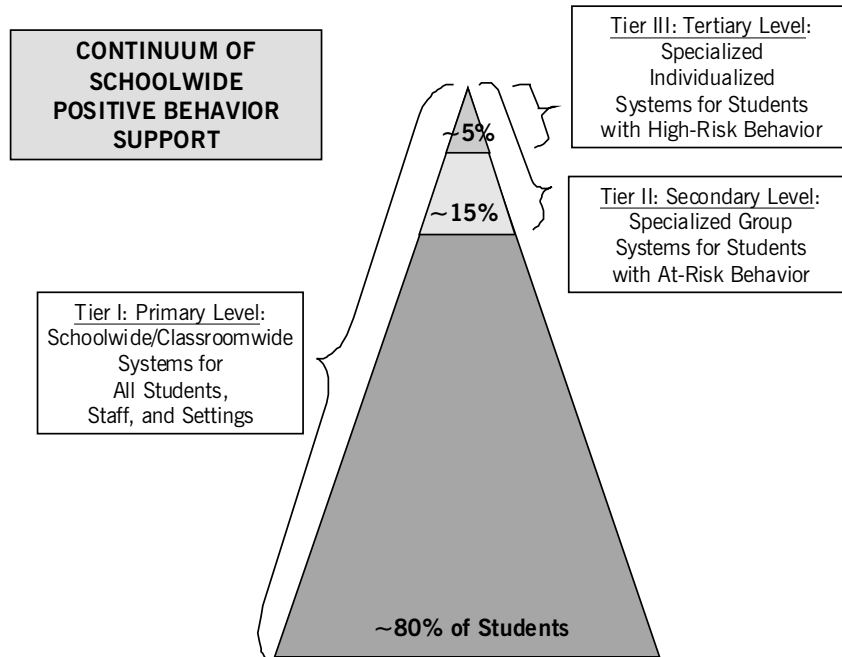 CONTINUUM OF
SCHOOLWIDE
POSITIVE BEHAVIOR
SUPPORT
Tier III: Tertiary Level:
Specialized
Individualized
Systems for Students
with High-Risk Behavior
~5%
~15%
Tier II: Secondary Level:
Specialized Group
Systems for Students
with At-Risk Behavior
Tier I: Primary Level:
Schoolwide/Classroomwide
Systems for
All Students,
Staff, and Settings
~80% of Students